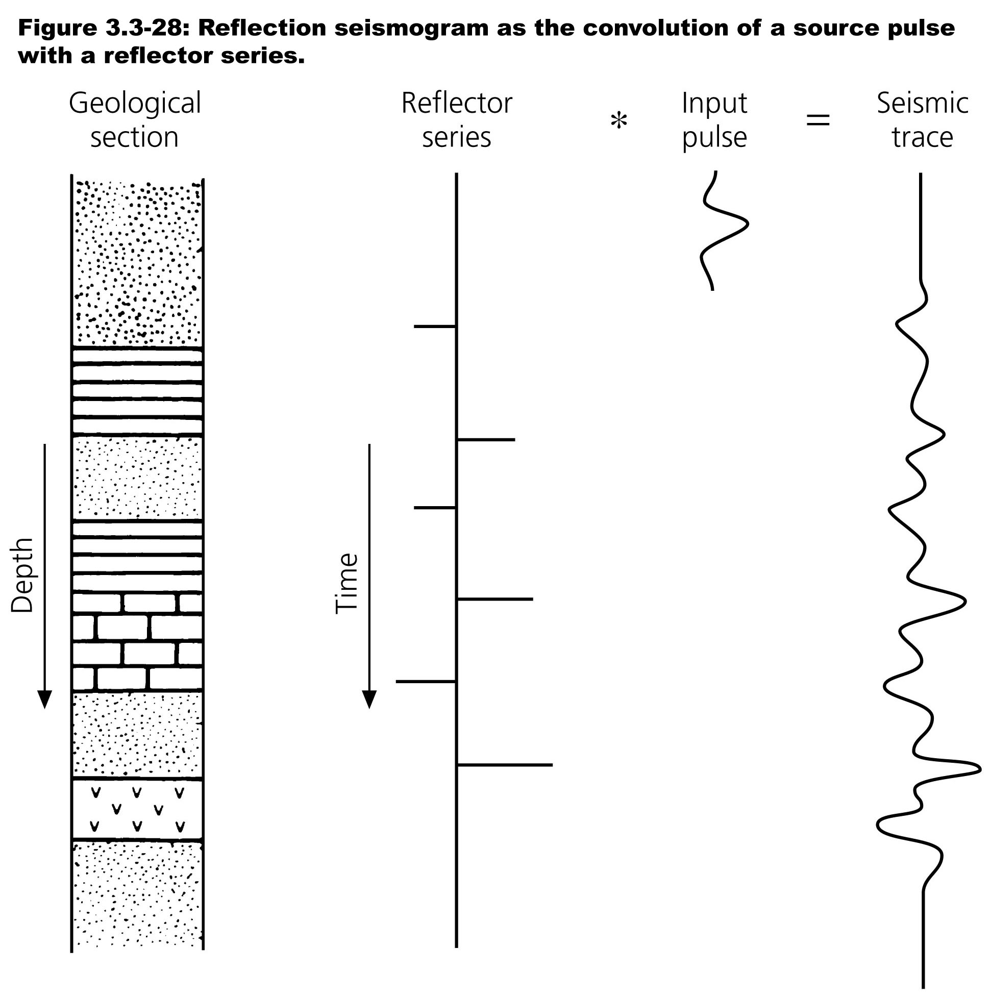 Figure 3.3-28: Reflection seismogram as the convolution of a source pulse
with a reflector series.
Geological
section
Reflector
series
*
Input
pulse
=
Seismic
trace
Depth
Time